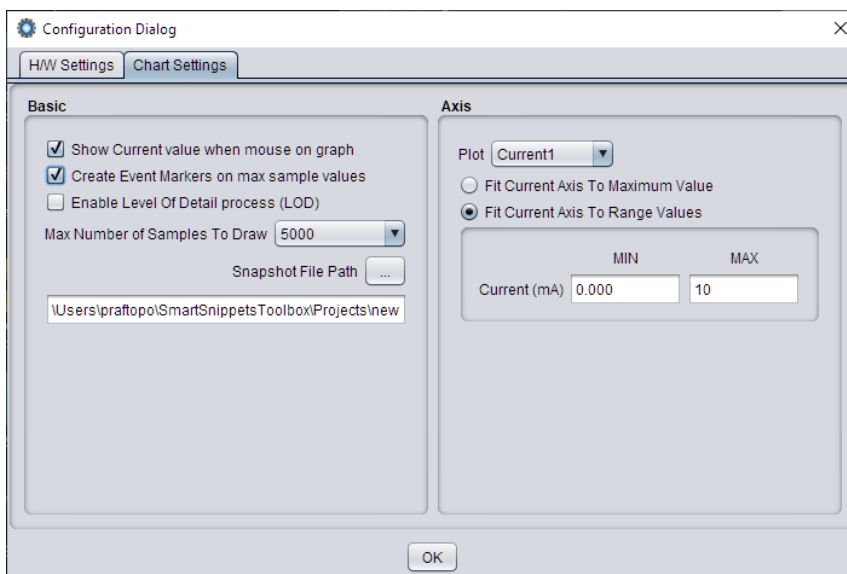 Configuration Dialog
H/W Settings Chart Settings
Basic
Show Current value when mouse on graph
Create Event Markers on max sample values
Enable Level Of Detail process (LOD)
Max Number of Samples To Draw 5000
Snapshot File Path ...
\Users\praftopo\SmartSnippetsToolbox\Projects\new
Axis
Plot Current1
Fit Current Axis To Maximum Value
Fit Current Axis To Range Values
MIN MAX
Current (mA) 0.000 10
OK